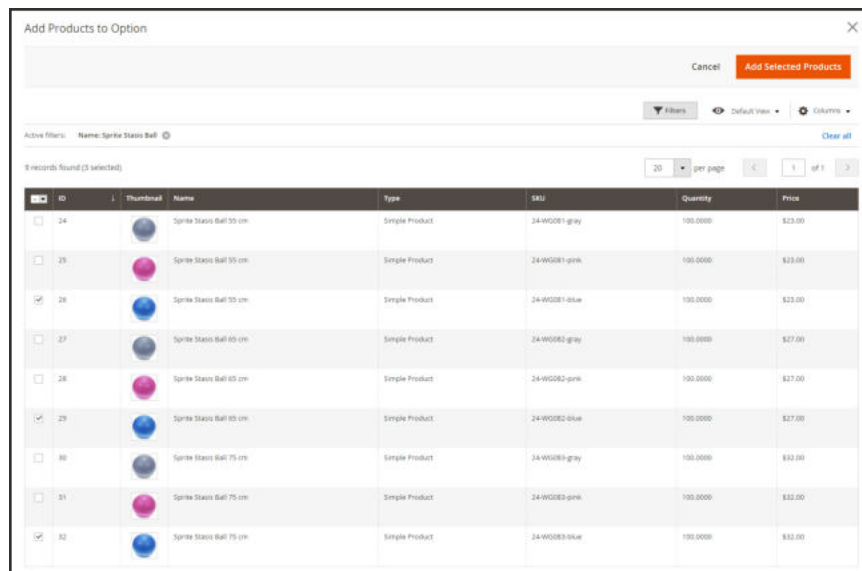 Add Products to Option
Cancel Add Selected Products
Filters Default View Columns
Active filters: Name: Sprite Stasis Ball Clear all
9 records found (3 selected) 20 per page 1 of 1
ID Thumbnail Name Type SKU Quantity Price
24 Sprite Stasis Ball 55 cm Simple Product 24-WG081-gray 100.0000 $23.00
25 Sprite Stasis Ball 55 cm Simple Product 24-WG081-pink 100.0000 $23.00
26 Sprite Stasis Ball 55 cm Simple Product 24-WG081-blue 100.0000 $23.00
27 Sprite Stasis Ball 65 cm Simple Product 24-WG082-gray 100.0000 $27.00
28 Sprite Stasis Ball 65 cm Simple Product 24-WG082-pink 100.0000 $27.00
29 Sprite Stasis Ball 65 cm Simple Product 24-WG082-blue 100.0000 $27.00
30 Sprite Stasis Ball 75 cm Simple Product 24-WG083-gray 100.0000 $32.00
31 Sprite Stasis Ball 75 cm Simple Product 24-WG083-pink 100.0000 $32.00
32 Sprite Stasis Ball 75 cm Simple Product 24-WG083-blue 100.0000 $32.00